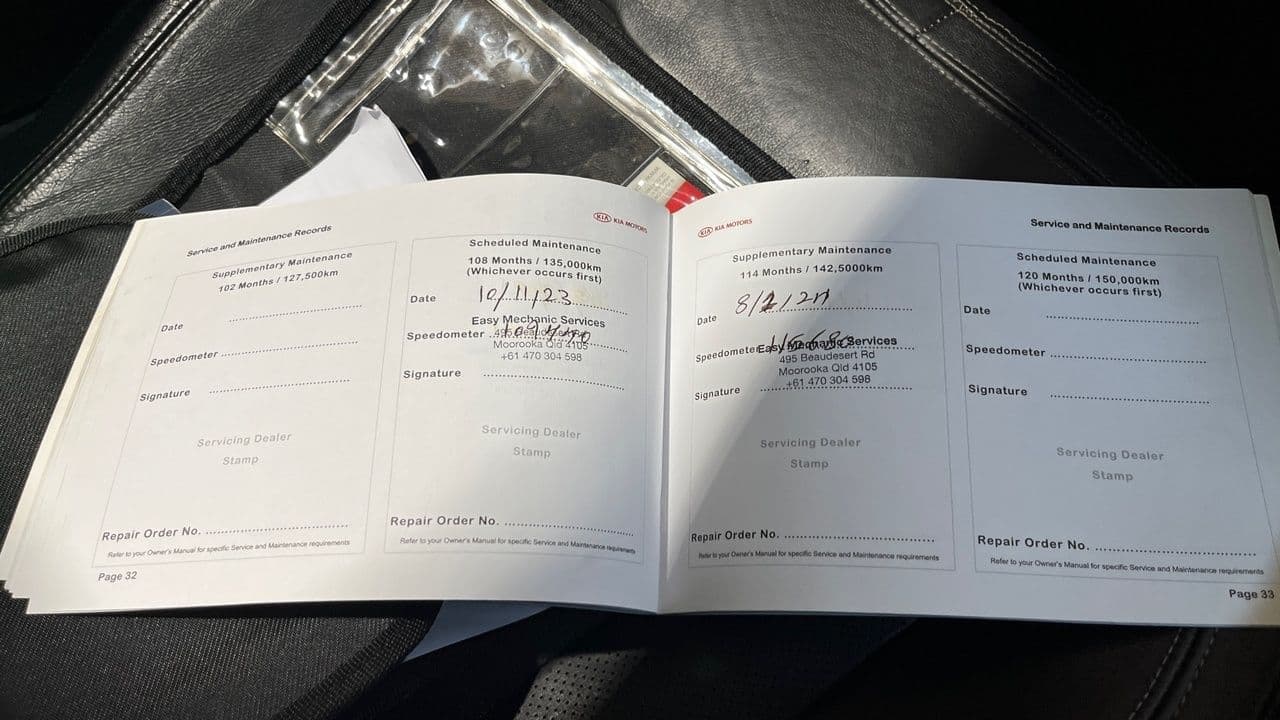 Service and Maintenance Records
KIA KIA MOTORS
Supplementary Maintenance
102 Months / 127,500km
Date
Speedometer
Signature
Servicing Dealer
Stamp
Repair Order No.
Refer to your Owner's Manual for specific Service and Maintenance requirements
Page 32
Scheduled Maintenance
108 Months / 135,000km
(Whichever occurs first)
Date 10/11/23
Easy Mechanic Services
Speedometer
Moorooka Qld 4105
+61 470 304 598
Signature
Servicing Dealer
Stamp
Repair Order No.
Refer to your Owner's Manual for specific Service and Maintenance requirements
KIA KIA MOTORS
Service and Maintenance Records
Supplementary Maintenance
114 Months / 142,5000km
Date
Speedometer
Easy Mechanic Services
495 Beaudesert Rd
Moorooka Qld 4105
+61 470 304 598
Signature
Servicing Dealer
Stamp
Repair Order No.
Refer to your Owner's Manual for specific Service and Maintenance requirements
Scheduled Maintenance
120 Months / 150,000km
(Whichever occurs first)
Date
Speedometer
Signature
Servicing Dealer
Stamp
Repair Order No.
Refer to your Owner's Manual for specific Service and Maintenance requirements
Page 33